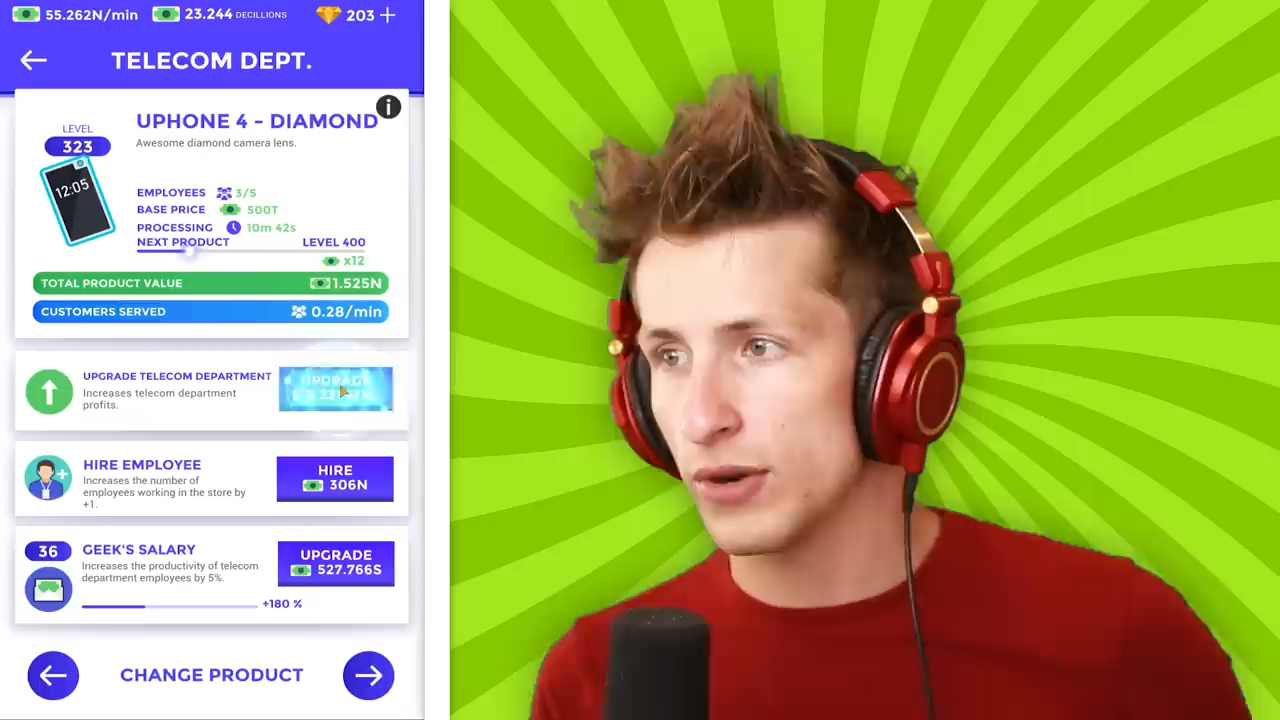 55.262N/min 23.244 DECILLIONS 203 +
TELECOM DEPT.
UPHONE 4 - DIAMOND
i
Awesome diamond camera lens.
LEVEL
323
12:05
EMPLOYEES 3/5
BASE PRICE 500T
PROCESSING 10m 42s
NEXT PRODUCT LEVEL 400
x12
TOTAL PRODUCT VALUE 1.525N
CUSTOMERS SERVED 0.28/min
UPGRADE TELECOM DEPARTMENT
Increases telecom department
profits.
UPGRADE
HIRE EMPLOYEE
Increases the number of
employees working in the store by
+1.
HIRE
306N
36
GEEK'S SALARY
Increases the productivity of telecom
department employees by 5%.
UPGRADE
527.766S
+180 %
CHANGE PRODUCT